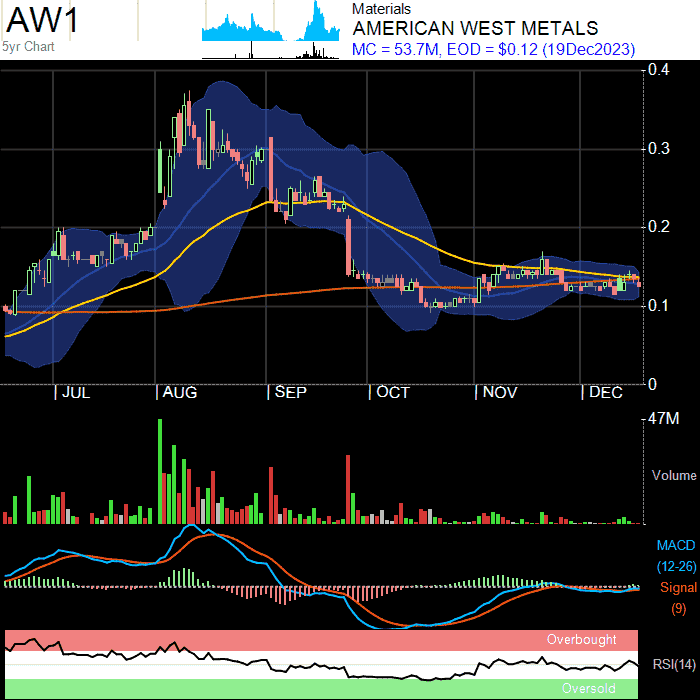 AW1
5yr Chart
Materials
AMERICAN WEST METALS
MC = 53.7M, EOD = $0.12 (19Dec2023)
0.4
0.3
0.2
0.1
0
JUL AUG SEP OCT NOV DEC
47M
Volume
MACD
(12-26)
Signal
(9)
Overbought
RSI(14)
Oversold